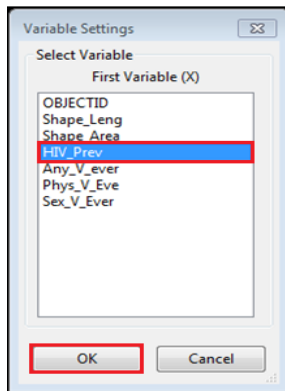 Variable Settings
Select Variable
First Variable (X)
OBJECTID
Shape_Leng
Shape_Area
HIV_Prev
Any_V_ever
Phys_V_Eve
Sex_V_Ever
OK
Cancel